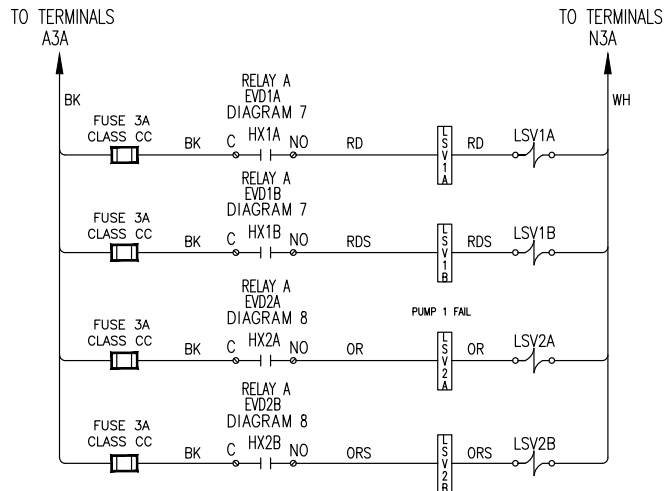 TO TERMINALS
A3A
TO TERMINALS
N3A
BK
WH
RELAY A
EVD1A
DIAGRAM 7
FUSE 3A
CLASS CC
BK
C
HX1A
NO
RD
LSV1A
RD
LSV1A
RELAY A
EVD1B
DIAGRAM 7
FUSE 3A
CLASS CC
BK
C
HX1B
NO
RDS
LSV1B
RDS
LSV1B
RELAY A
EVD2A
DIAGRAM 8
PUMP 1 FAIL
FUSE 3A
CLASS CC
BK
C
HX2A
NO
OR
LSV2A
OR
LSV2A
RELAY A
EVD2B
DIAGRAM 8
FUSE 3A
CLASS CC
BK
C
HX2B
NO
ORS
LSV2B
ORS
LSV2B